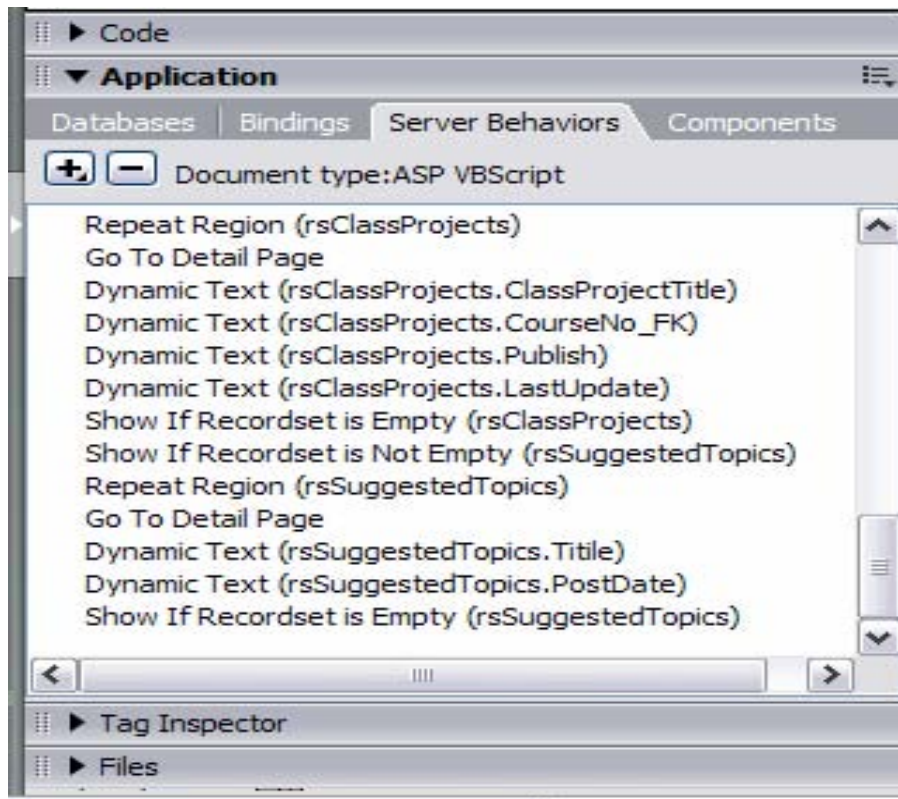 Code
Application
Databases Bindings Server Behaviors Components
Document type:ASP VBScript
Repeat Region (rsClassProjects)
Go To Detail Page
Dynamic Text (rsClassProjects.ClassProjectTitle)
Dynamic Text (rsClassProjects.CourseNo_FK)
Dynamic Text (rsClassProjects.Publish)
Dynamic Text (rsClassProjects.LastUpdate)
Show If Recordset is Empty (rsClassProjects)
Show If Recordset is Not Empty (rsSuggestedTopics)
Repeat Region (rsSuggestedTopics)
Go To Detail Page
Dynamic Text (rsSuggestedTopics.Titile)
Dynamic Text (rsSuggestedTopics.PostDate)
Show If Recordset is Empty (rsSuggestedTopics)
Tag Inspector
Files